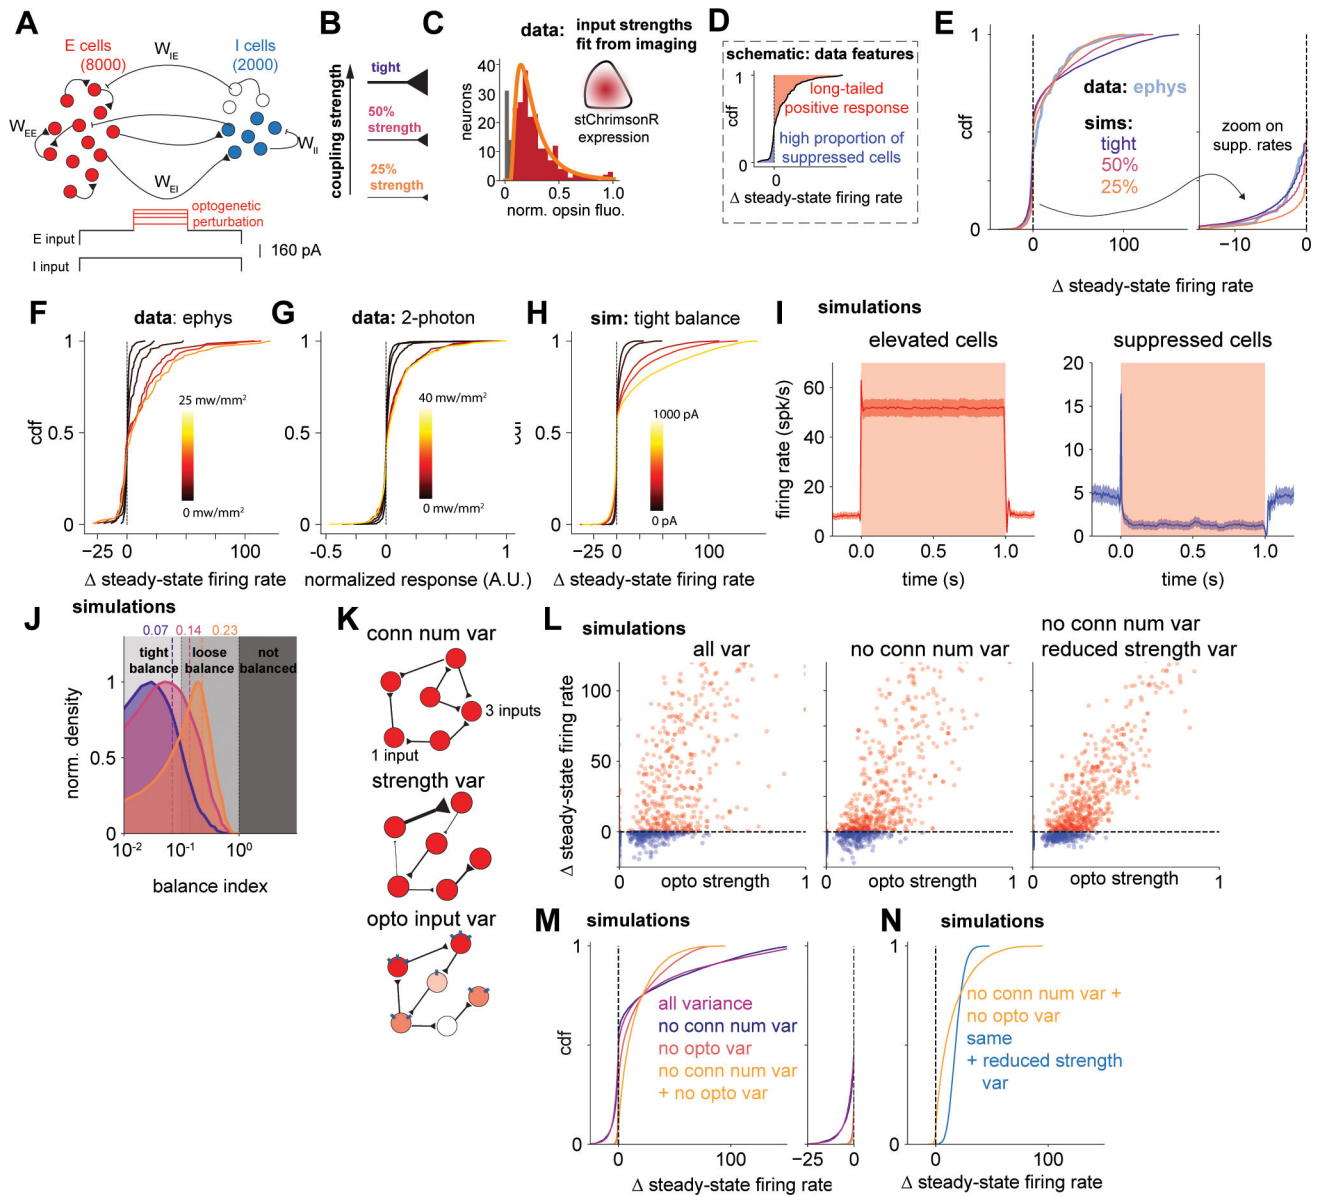 A
E cells
(8000)
W_IE
I cells
(2000)
W_EE
W_II
W_EI
optogenetic
perturbation
E input
I input
160 pA
B
coupling strength
tight
50%
strength
25%
strength
C
data: input strengths
fit from imaging
neurons
40
30
20
10
0
0
0.5
1.0
norm. opsin fluo.
stChrimsonR
expression
D
schematic: data features
cdf
1
0
long-tailed
positive response
high proportion of
suppressed cells
0
Δ steady-state firing rate
E
cdf
1
0
data: ephys
sims:
tight
50%
25%
zoom on
supp. rates
0
100
−10
0
Δ steady-state firing rate
F
data: ephys
cdf
1
0.5
0
25 mw/mm²
0 mw/mm²
−25
0
100
Δ steady-state firing rate
G
data: 2-photon
1
0.5
0
40 mw/mm²
0 mw/mm²
-0.5
0
1
normalized response (A.U.)
H
sim: tight balance
1
0.5
0
1000 pA
0 pA
−25
0
100
Δ steady-state firing rate
I
simulations
elevated cells
firing rate (spk/s)
60
40
20
0
0.0
0.5
1.0
time (s)
suppressed cells
20
15
10
5
0
0.0
0.5
1.0
time (s)
J
simulations
0.07
0.14
0.23
tight
balance
loose
balance
not
balanced
norm. density
1
0.5
0
10⁻²
10⁻¹
10⁰
balance index
K
conn num var
3 inputs
1 input
strength var
opto input var
L
simulations
all var
no conn num var
no conn num var
reduced strength var
Δ steady-state firing rate
100
50
0
0
opto strength
1
0
opto strength
1
0
opto strength
1
M
simulations
cdf
1
0
all variance
no conn num var
no opto var
no conn num var
+ no opto var
0
100
−25
0
Δ steady-state firing rate
N
simulations
1
0
no conn num var +
no opto var
same
+ reduced strength
var
0
100
Δ steady-state firing rate